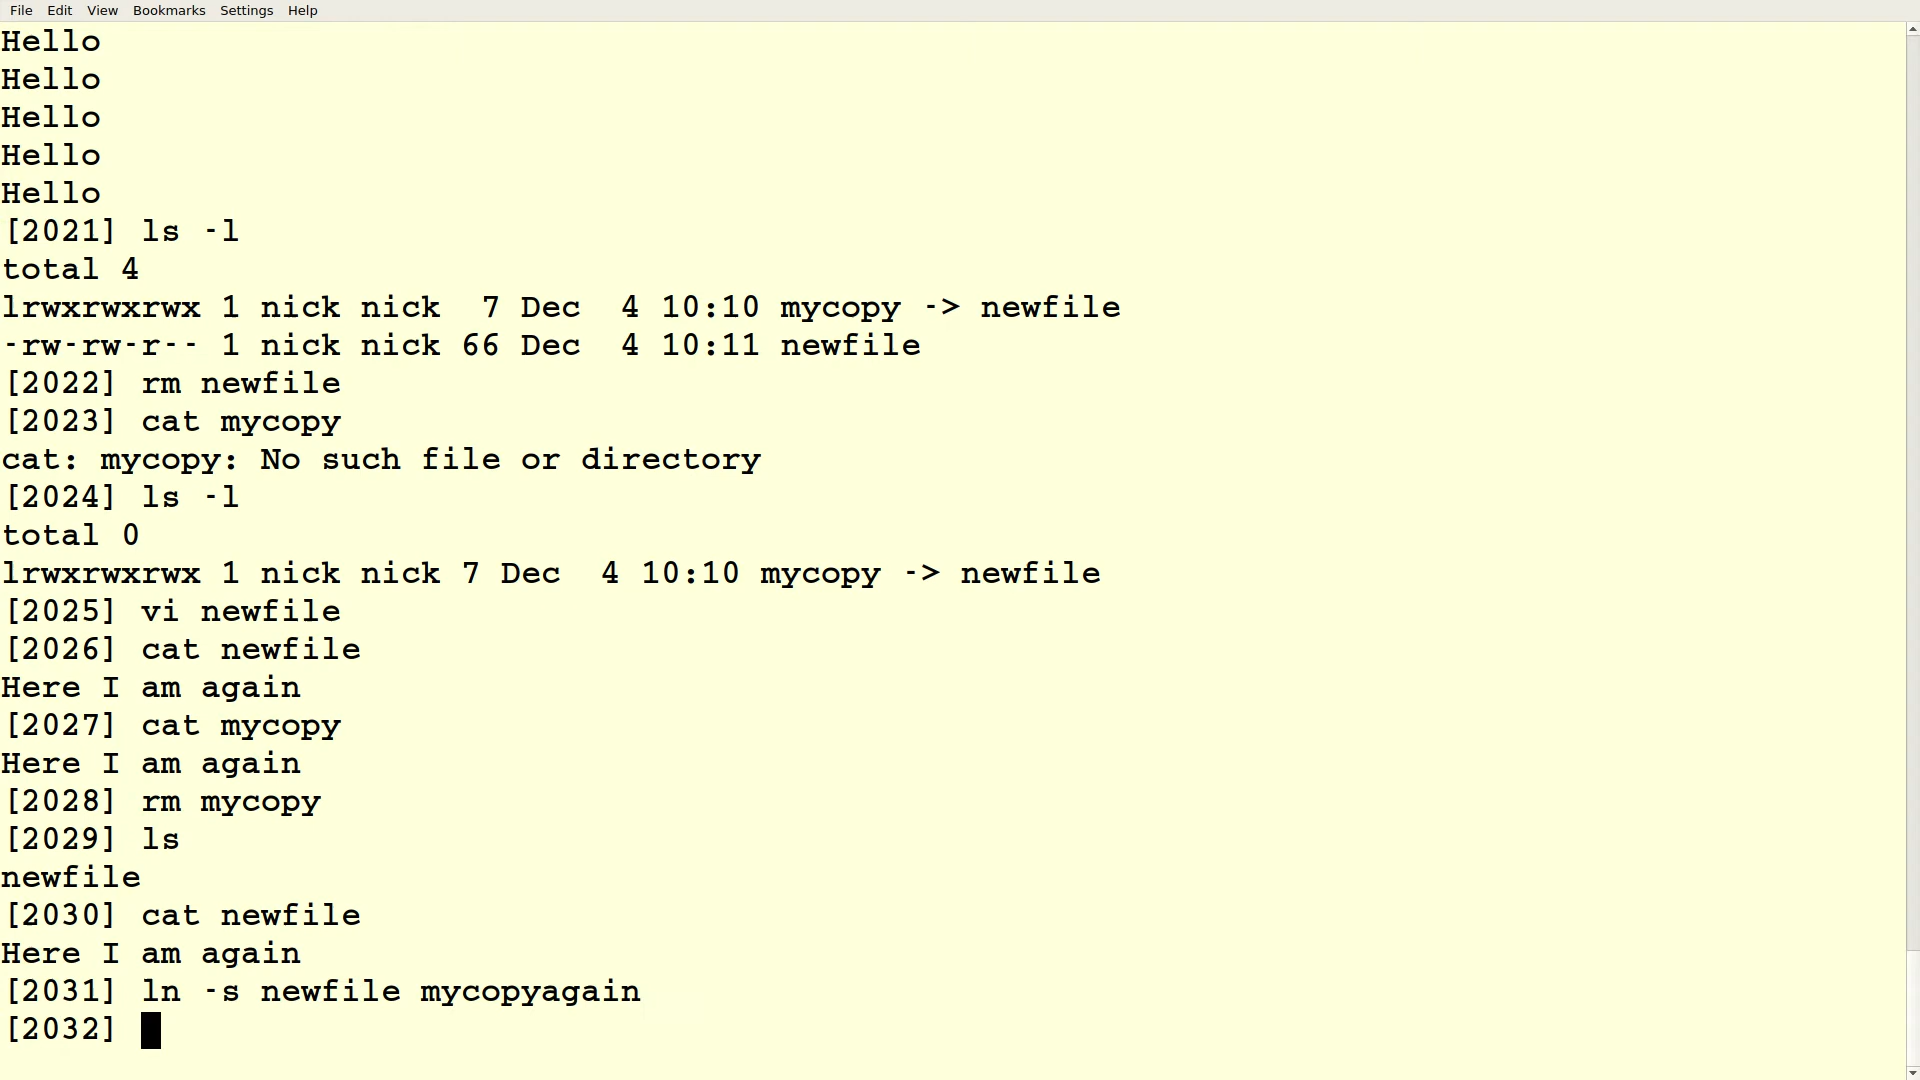 File Edit View Bookmarks Settings Help
Hello
Hello
Hello
Hello
Hello
[2021] ls -l
total 4
lrwxrwxrwx 1 nick nick  7 Dec  4 10:10 mycopy -> newfile
-rw-rw-r-- 1 nick nick 66 Dec  4 10:11 newfile
[2022] rm newfile
[2023] cat mycopy
cat: mycopy: No such file or directory
[2024] ls -l
total 0
lrwxrwxrwx 1 nick nick 7 Dec  4 10:10 mycopy -> newfile
[2025] vi newfile
[2026] cat newfile
Here I am again
[2027] cat mycopy
Here I am again
[2028] rm mycopy
[2029] ls
newfile
[2030] cat newfile
Here I am again
[2031] ln -s newfile mycopyagain
[2032]